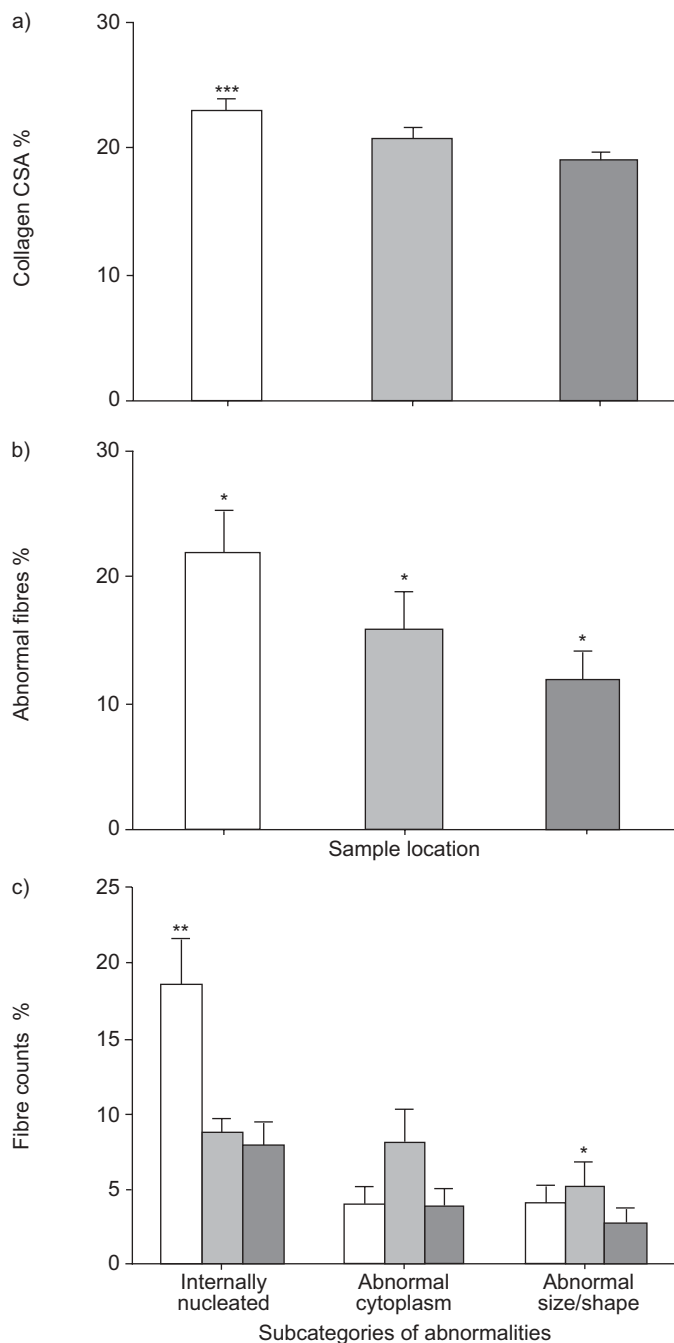 a)
30
20
10
0
Collagen CSA %
***
b)
30
20
10
0
Abnormal fibres %
*
*
*
Sample location
c)
25
20
15
10
5
0
Fibre counts %
**
*
Internally nucleated
Abnormal cytoplasm
Abnormal size/shape
Subcategories of abnormalities